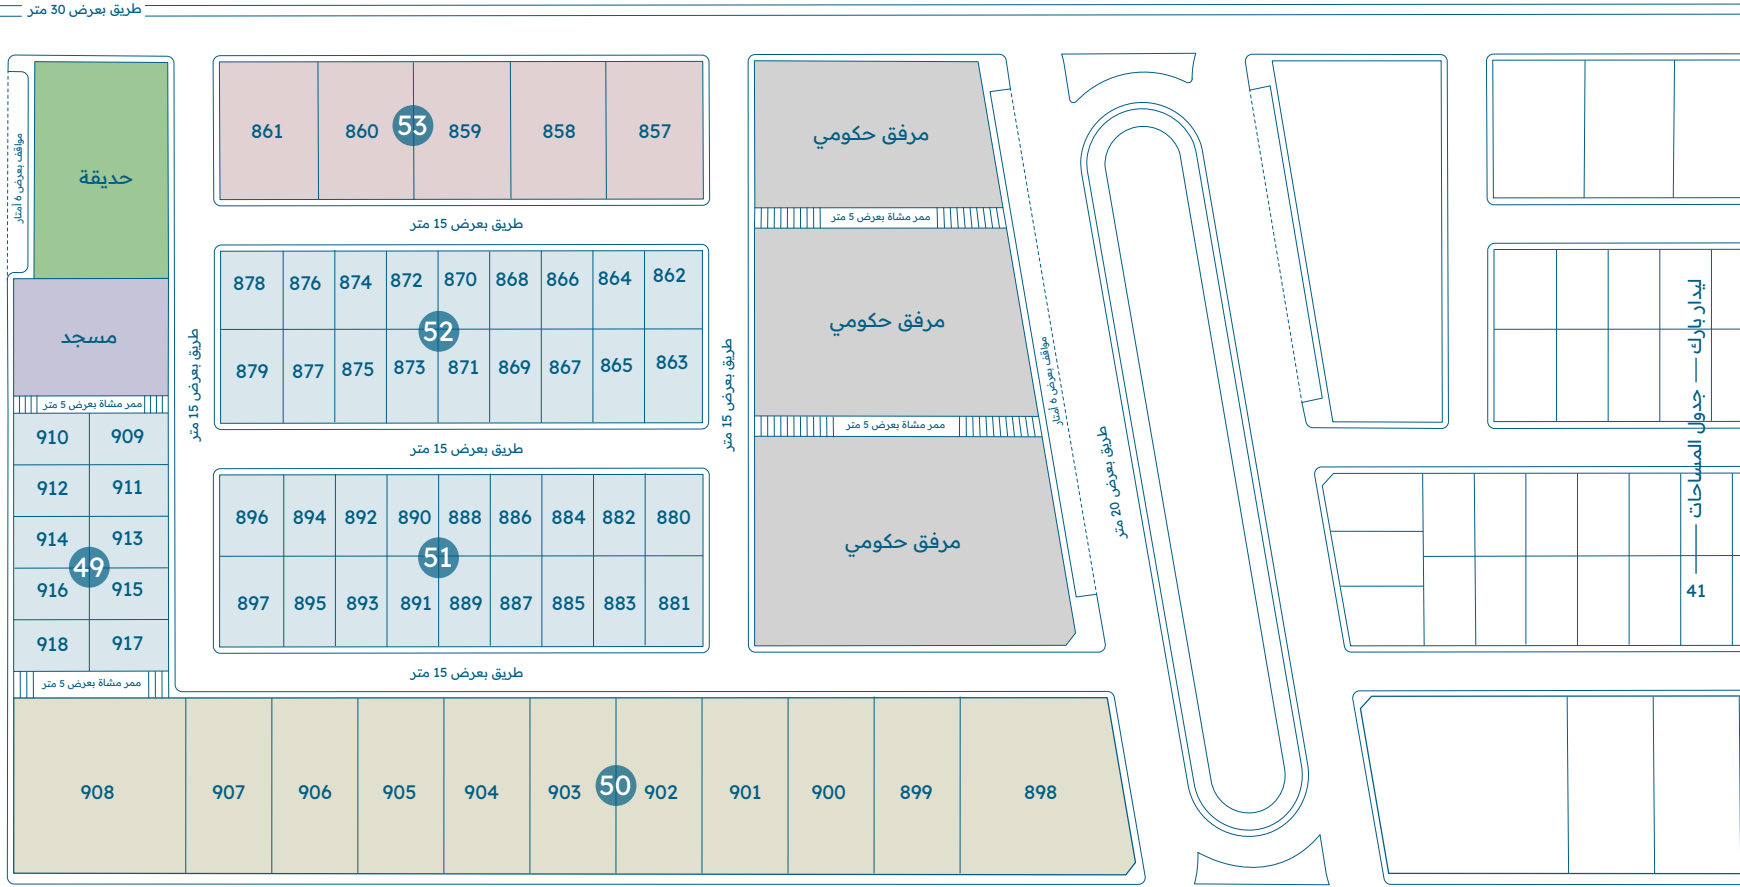 طريق بعرض 30 متر
مواقف بعرض 6 أمتار
حديقة
مسجد
ممر مشاة بعرض 5 متر
910 909
912 911
914 913
49
916 915
918 917
ممر مشاة بعرض 5 متر
طريق بعرض 15 متر
861 860 53 859 858 857
طريق بعرض 15 متر
878 876 874 872 870 868 866 864 862
52
879 877 875 873 871 869 867 865 863
طريق بعرض 15 متر
896 894 892 890 888 886 884 882 880
51
897 895 893 891 889 887 885 883 881
طريق بعرض 15 متر
908 907 906 905 904 903 50 902 901 900 899 898
طريق بعرض 15 متر
مرفق حكومي
ممر مشاة بعرض 5 متر
مرفق حكومي
ممر مشاة بعرض 5 متر
مرفق حكومي
مواقف بعرض 6 أمتار
طريق بعرض 20 متر
ليدار بارك — جدول المساحات —
41